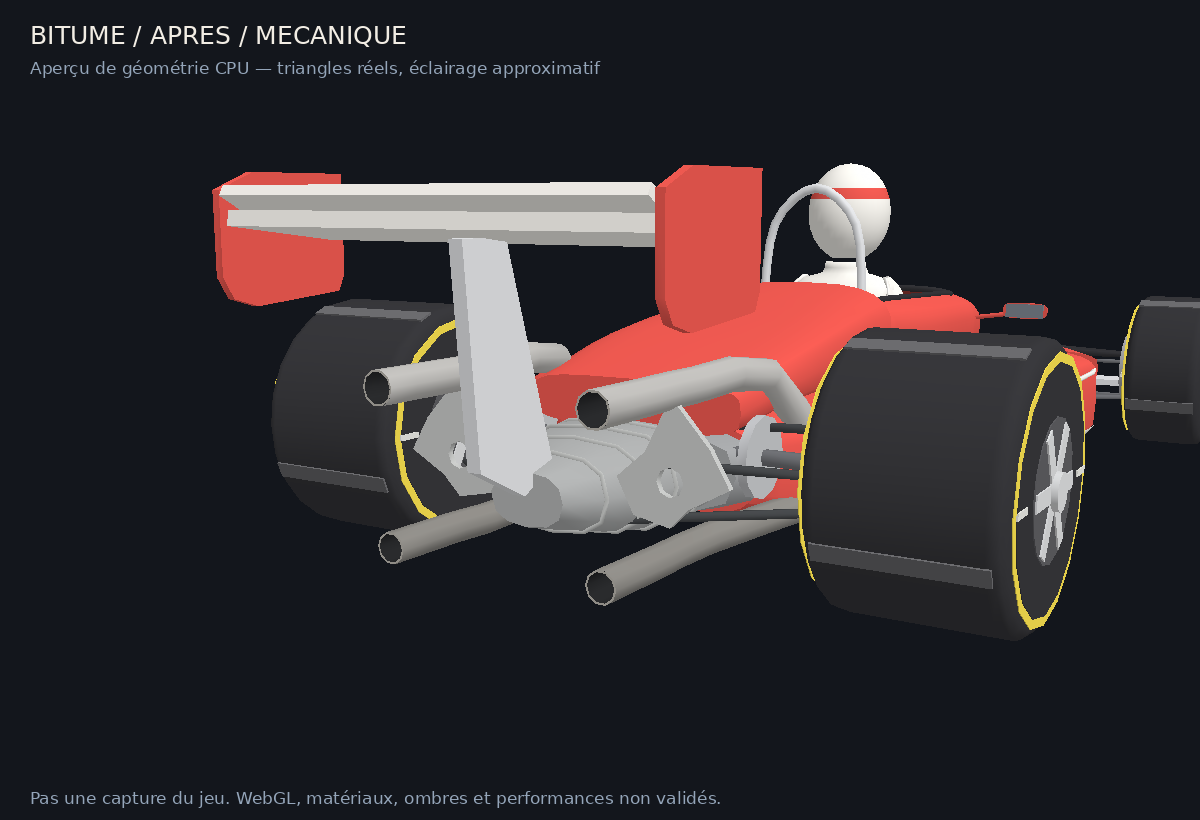 BITUME / APRES / MECANIQUE
Aperçu de géométrie CPU — triangles réels, éclairage approximatif
Pas une capture du jeu. WebGL, matériaux, ombres et performances non validés.